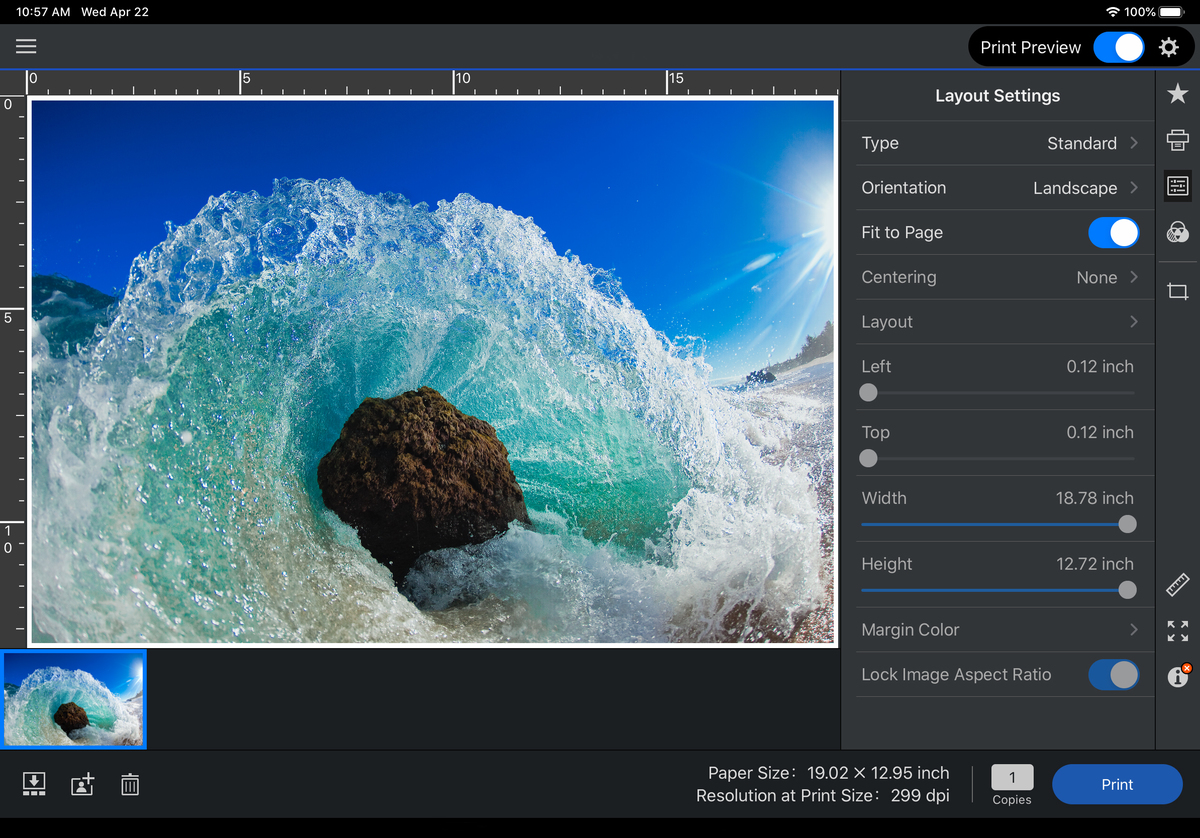 10:57 AM Wed Apr 22
100%
Print Preview
0 5 10 15
0
5
1
0
Layout Settings
Type Standard
Orientation Landscape
Fit to Page
Centering None
Layout
Left 0.12 inch
Top 0.12 inch
Width 18.78 inch
Height 12.72 inch
Margin Color
Lock Image Aspect Ratio
Paper Size: 19.02 × 12.95 inch
Resolution at Print Size: 299 dpi
1
Copies
Print